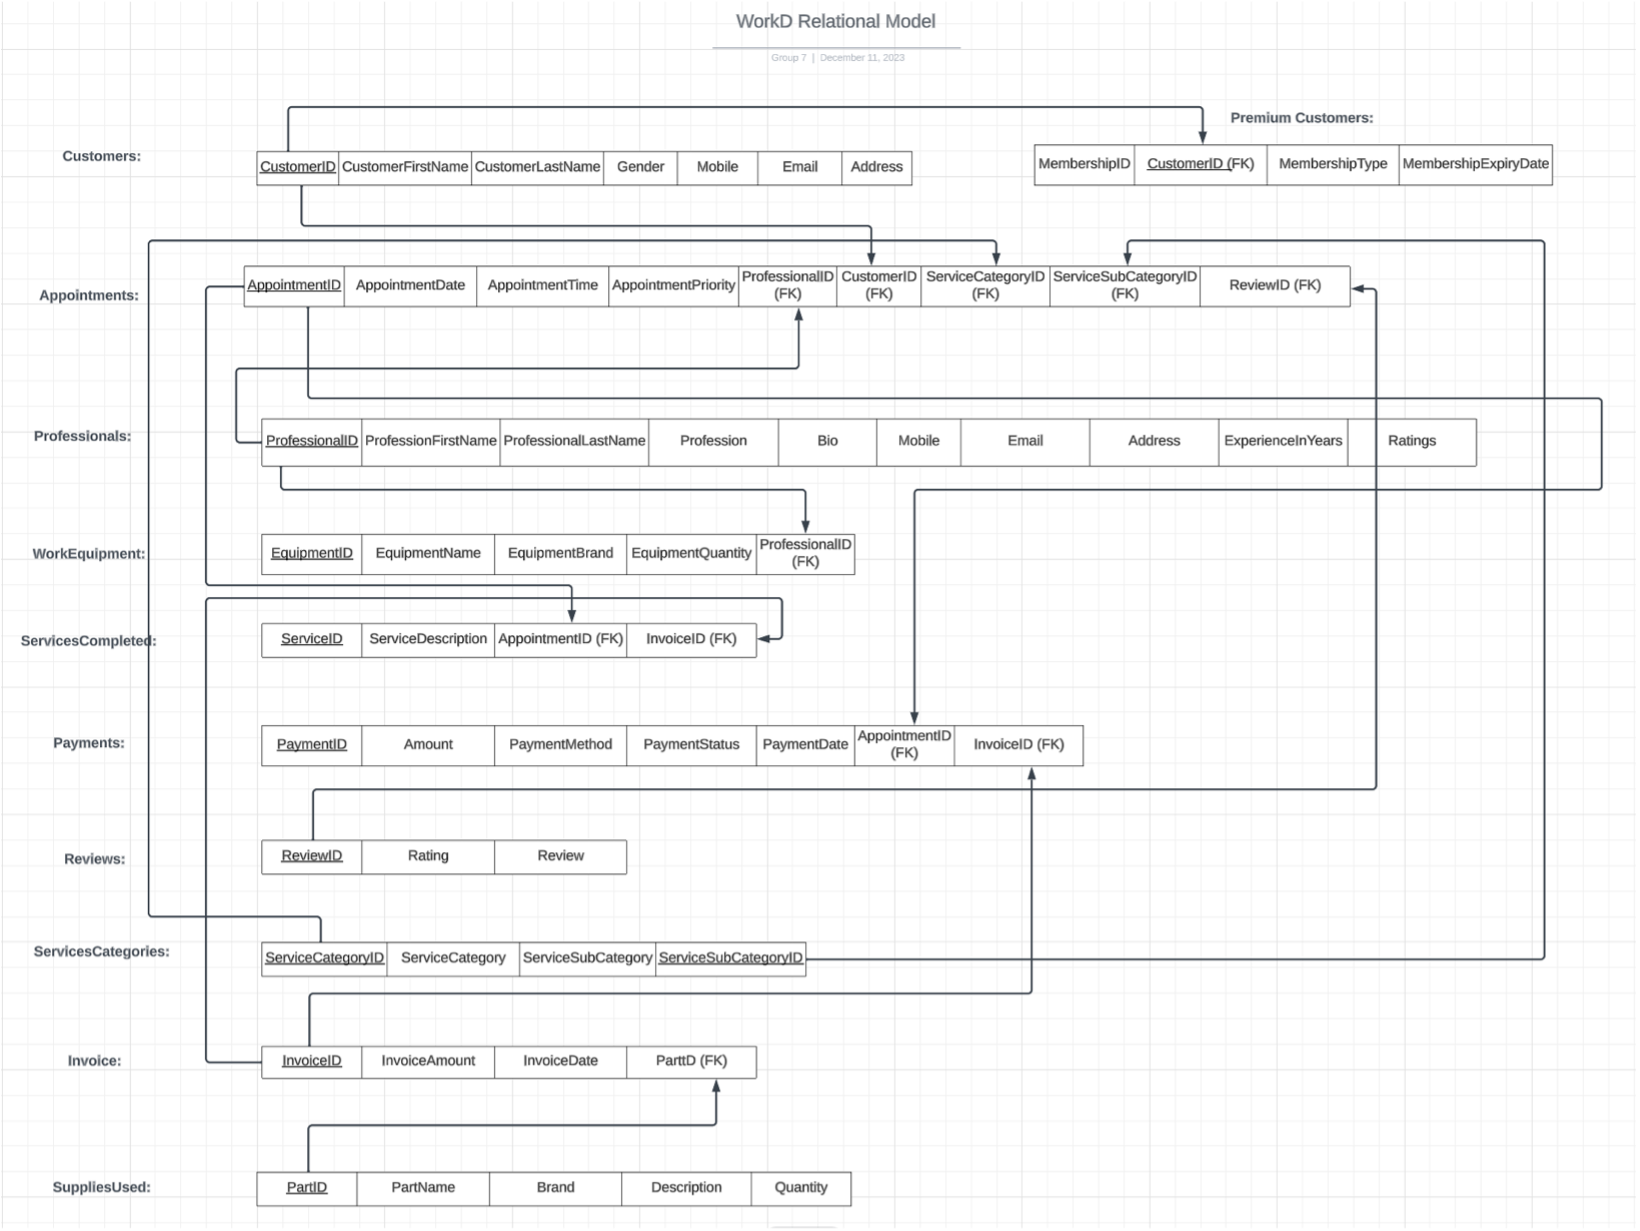 WorkD Relational Model
Group 7 | December 11, 2023
Premium Customers:
Customers:
CustomerID CustomerFirstName CustomerLastName Gender Mobile Email Address
MembershipID CustomerID (FK) MembershipType MembershipExpiryDate
Appointments:
AppointmentID AppointmentDate AppointmentTime AppointmentPriority ProfessionalID (FK) CustomerID (FK) ServiceCategoryID (FK) ServiceSubCategoryID (FK) ReviewID (FK)
Professionals:
ProfessionalID ProfessionFirstName ProfessionalLastName Profession Bio Mobile Email Address ExperienceInYears Ratings
WorkEquipment:
EquipmentID EquipmentName EquipmentBrand EquipmentQuantity ProfessionalID (FK)
ServicesCompleted:
ServiceID ServiceDescription AppointmentID (FK) InvoiceID (FK)
Payments:
PaymentID Amount PaymentMethod PaymentStatus PaymentDate AppointmentID (FK) InvoiceID (FK)
Reviews:
ReviewID Rating Review
ServicesCategories:
ServiceCategoryID ServiceCategory ServiceSubCategory ServiceSubCategoryID
Invoice:
InvoiceID InvoiceAmount InvoiceDate ParttD (FK)
SuppliesUsed:
PartID PartName Brand Description Quantity